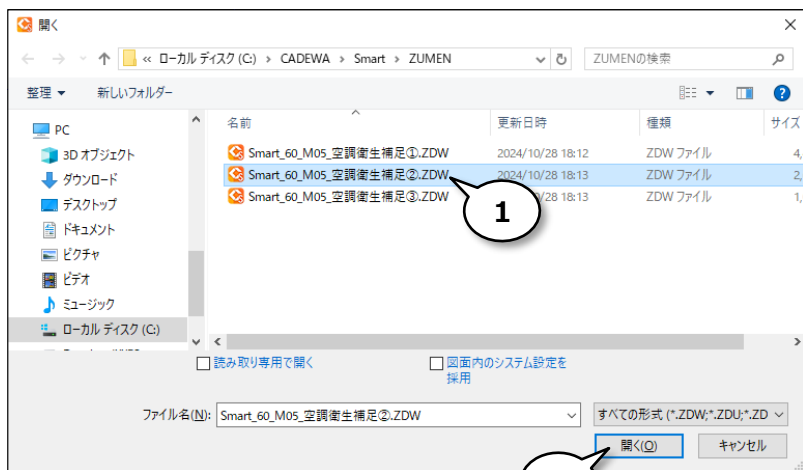 開く
« ローカル ディスク (C:) › CADEWA › Smart › ZUMEN
ZUMENの検索
整理
新しいフォルダー
名前 更新日時 種類 サイズ
PC
3D オブジェクト
ダウンロード
デスクトップ
ドキュメント
ピクチャ
ビデオ
ミュージック
ローカル ディスク (C:)
Smart_60_M05_空調衛生補足①.ZDW 2024/10/28 18:12 ZDW ファイル 4,
Smart_60_M05_空調衛生補足②.ZDW 2024/10/28 18:13 ZDW ファイル 2,
Smart_60_M05_空調衛生補足③.ZDW /28 18:13 ZDW ファイル 1,
1
読み取り専用で開く
図面内のシステム設定を
採用
ファイル名(N): Smart_60_M05_空調衛生補足②.ZDW
すべての形式 (*.ZDW;*.ZDU;*.ZD
開く(O) キャンセル